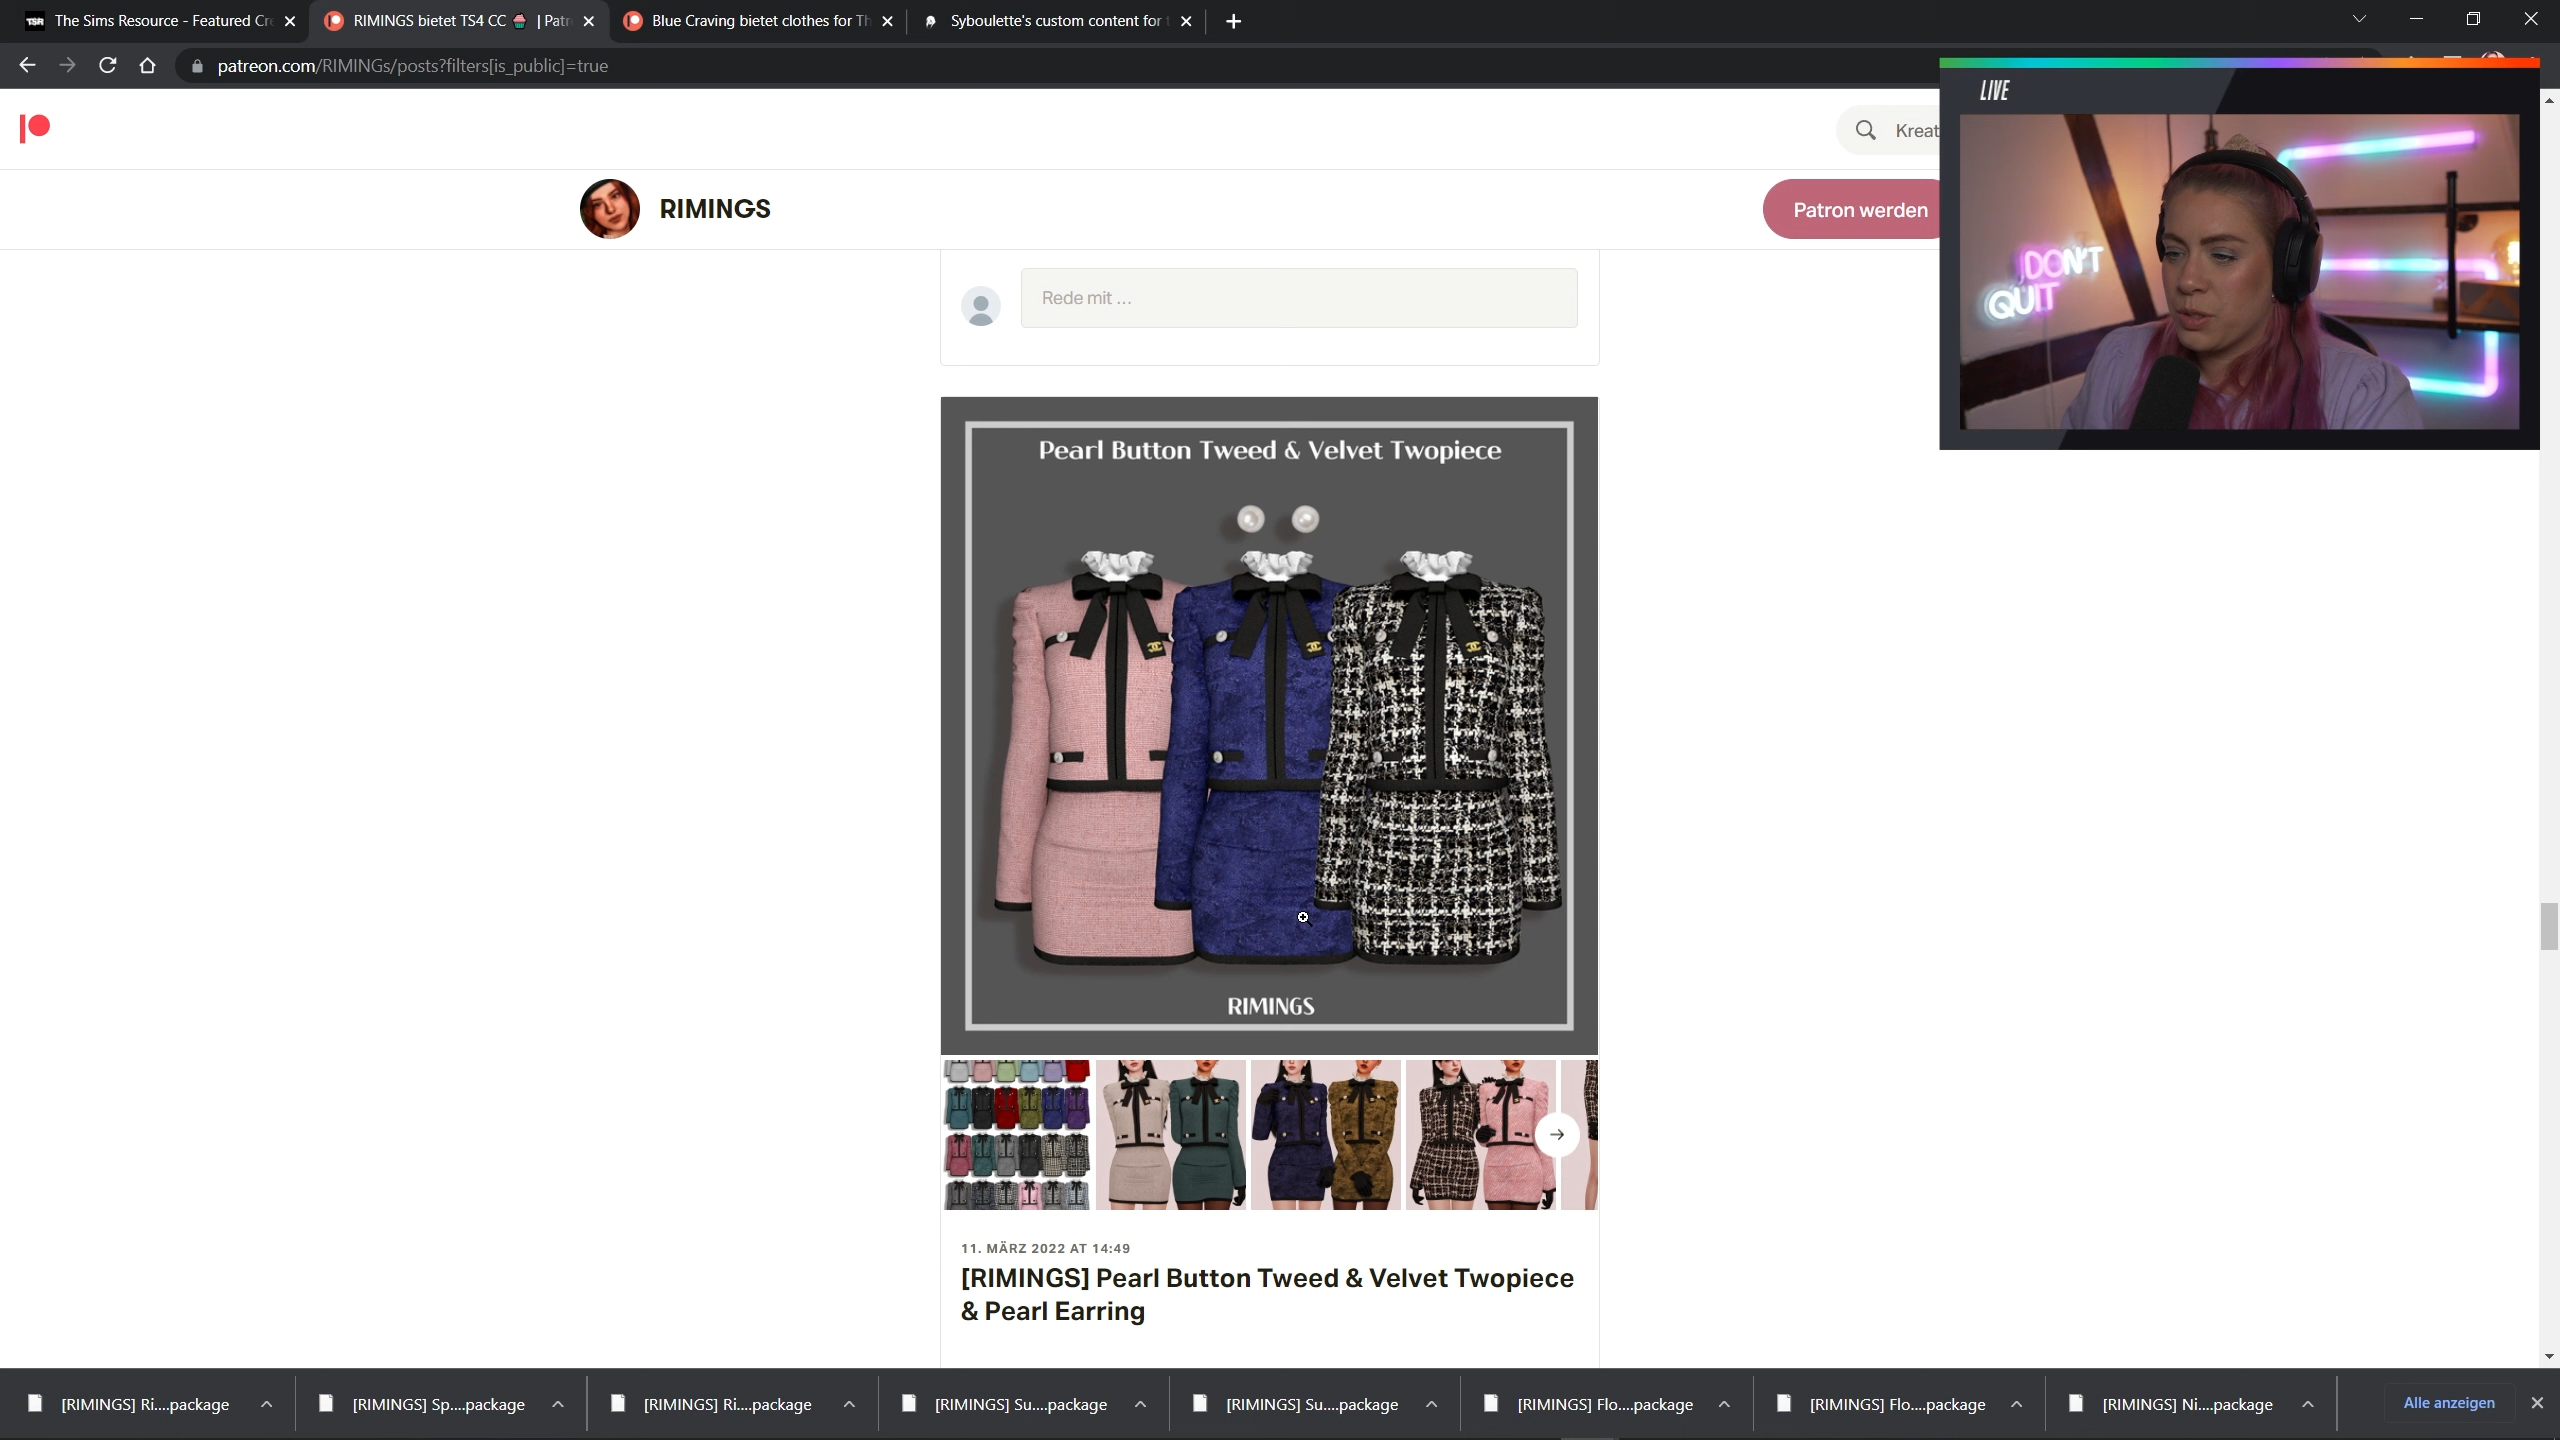 The Sims Resource - Featured Cr
RIMINGS bietet TS4 CC 🧁 | Patr
Blue Craving bietet clothes for Th
Syboulette's custom content for t
patreon.com/RIMINGs/posts?filters[is_public]=true
LIVE
Kreat
RIMINGS
Patron werden
DON'T
QUIT
Rede mit ...
Pearl Button Tweed & Velvet Twopiece
RIMINGS
11. MÄRZ 2022 AT 14:49
[RIMINGS] Pearl Button Tweed & Velvet Twopiece
& Pearl Earring
[RIMINGS] Ri....package
[RIMINGS] Sp....package
[RIMINGS] Ri....package
[RIMINGS] Su....package
[RIMINGS] Su....package
[RIMINGS] Flo....package
[RIMINGS] Flo....package
[RIMINGS] Ni....package
Alle anzeigen